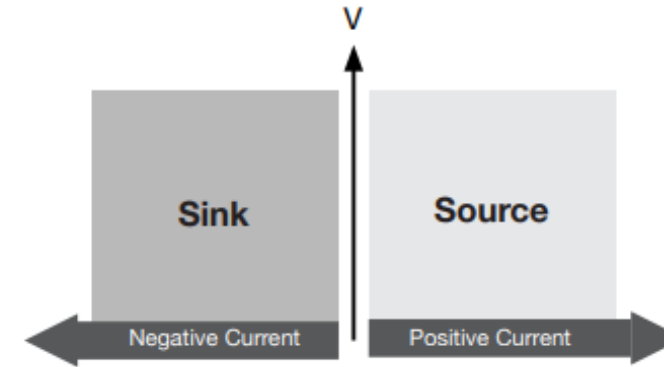 V
Sink
Source
Negative Current
Positive Current